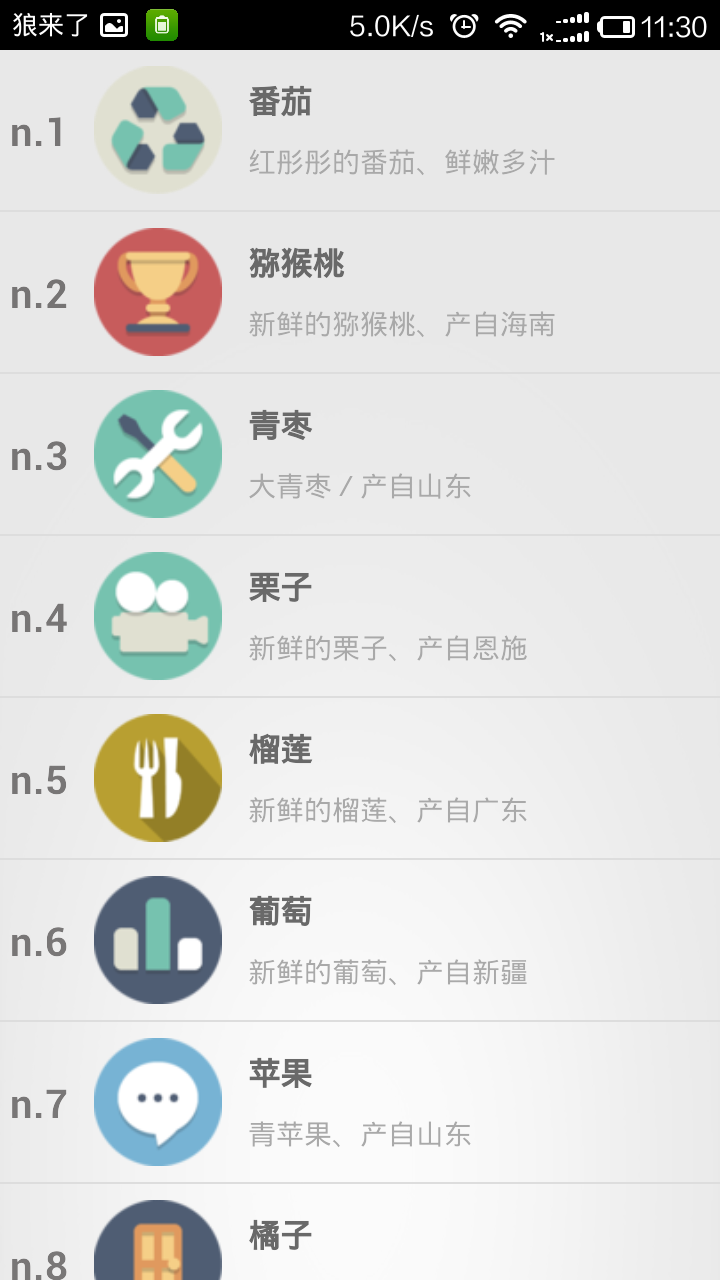 狼来了 5.0K/s 1x 11:30
n.1
番茄
红彤彤的番茄、鲜嫩多汁
n.2
猕猴桃
新鲜的猕猴桃、产自海南
n.3
青枣
大青枣 / 产自山东
n.4
栗子
新鲜的栗子、产自恩施
n.5
榴莲
新鲜的榴莲、产自广东
n.6
葡萄
新鲜的葡萄、产自新疆
n.7
苹果
青苹果、产自山东
n.8
橘子